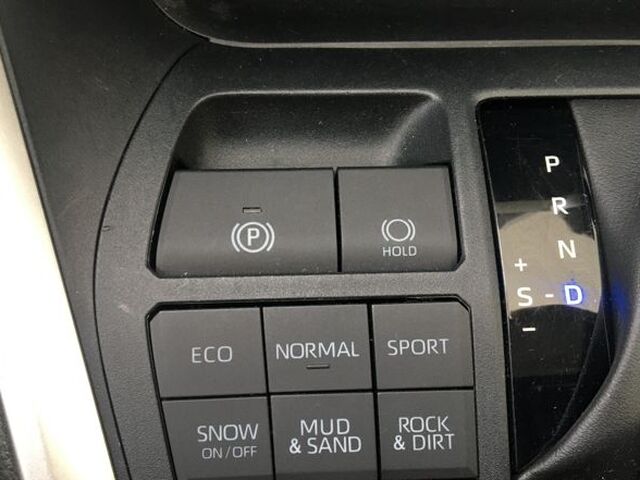 (P)
HOLD
P
R
N
+
S - D
−
ECO
NORMAL
SPORT
SNOW
ON/OFF
MUD
& SAND
ROCK
& DIRT